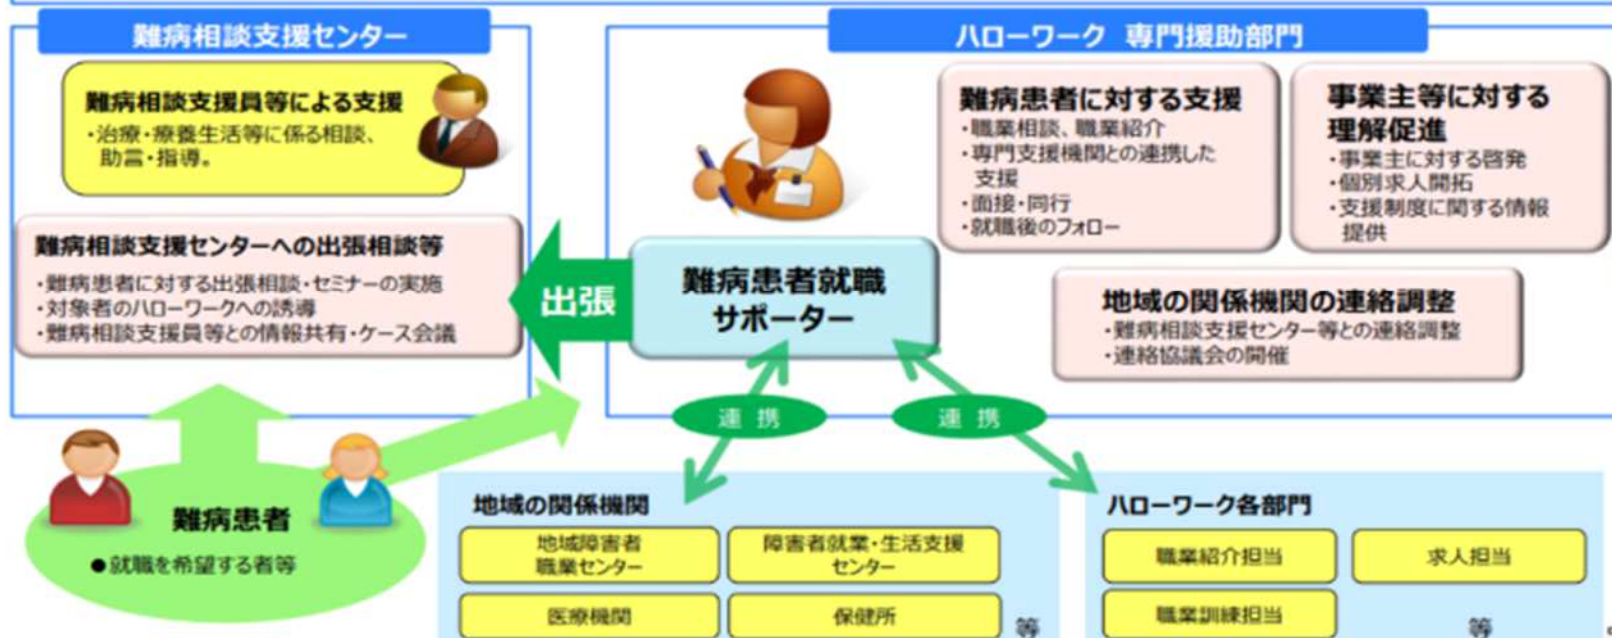 難病相談支援センター
難病相談支援員等による支援
・治療・療養生活等に係る相談、
助言・指導。
難病相談支援センターへの出張相談等
・難病患者に対する出張相談・セミナーの実施
・対象者のハローワークへの誘導
・難病相談支援員等との情報共有・ケース会議
出張
ハローワーク 専門援助部門
難病患者就職
サポーター
難病患者に対する支援
・職業相談、職業紹介
・専門支援機関との連携した
支援
・面接・同行
・就職後のフォロー
事業主等に対する
理解促進
・事業主に対する啓発
・個別求人開拓
・支援制度に関する情報
提供
地域の関係機関の連絡調整
・難病相談支援センター等との連絡調整
・連絡協議会の開催
連携
連携
難病患者
●就職を希望する者等
地域の関係機関
地域障害者
職業センター
障害者就業・生活支援
センター
医療機関
保健所
等
ハローワーク各部門
職業紹介担当
求人担当
職業訓練担当
等